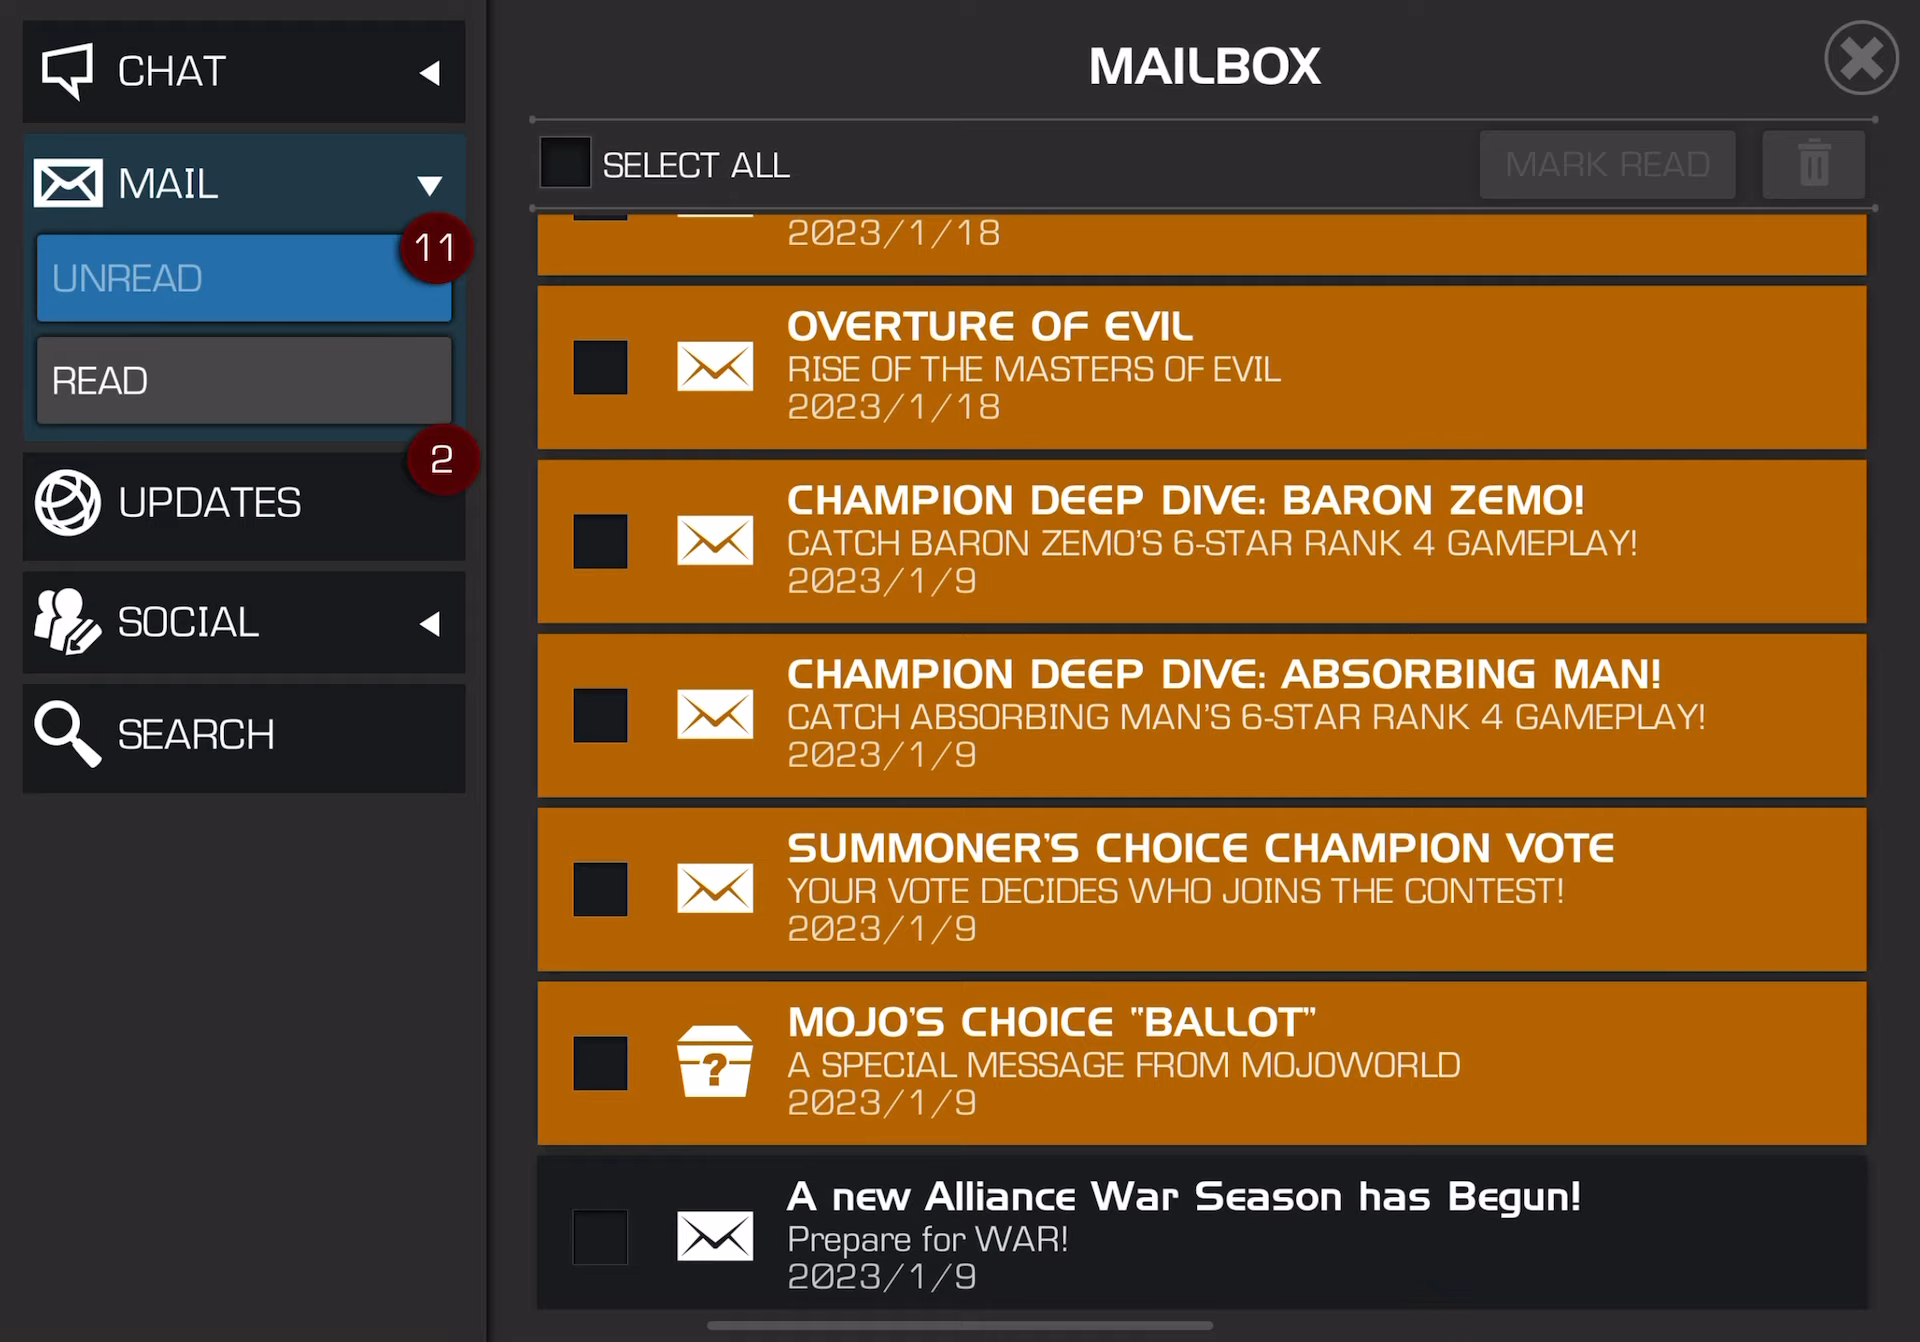 CHAT
MAIL
11
UNREAD
READ
2
UPDATES
SOCIAL
SEARCH
MAILBOX
SELECT ALL
MARK READ
2023/1/18
OVERTURE OF EVIL
RISE OF THE MASTERS OF EVIL
2023/1/18
CHAMPION DEEP DIVE: BARON ZEMO!
CATCH BARON ZEMO'S 6-STAR RANK 4 GAMEPLAY!
2023/1/9
CHAMPION DEEP DIVE: ABSORBING MAN!
CATCH ABSORBING MAN'S 6-STAR RANK 4 GAMEPLAY!
2023/1/9
SUMMONER'S CHOICE CHAMPION VOTE
YOUR VOTE DECIDES WHO JOINS THE CONTEST!
2023/1/9
MOJO'S CHOICE "BALLOT"
A SPECIAL MESSAGE FROM MOJOWORLD
2023/1/9
?
A new Alliance War Season has Begun!
Prepare for WAR!
2023/1/9